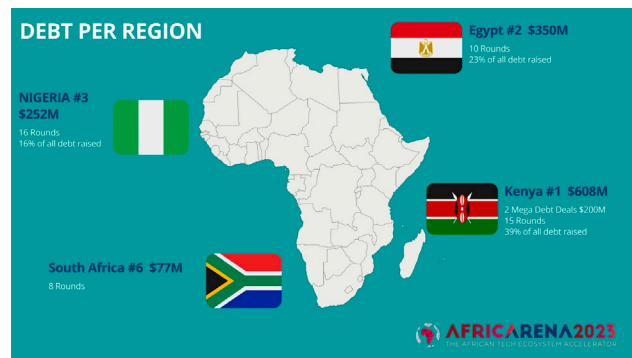 DEBT PER REGION
Egypt #2 $350M
10 Rounds
23% of all debt raised
NIGERIA #3
$252M
16 Rounds
16% of all debt raised
Kenya #1 $608M
2 Mega Debt Deals $200M
15 Rounds
39% of all debt raised
South Africa #6 $77M
8 Rounds
AFRICARENA2023
THE AFRICAN TECH ECOSYSTEM ACCELERATOR